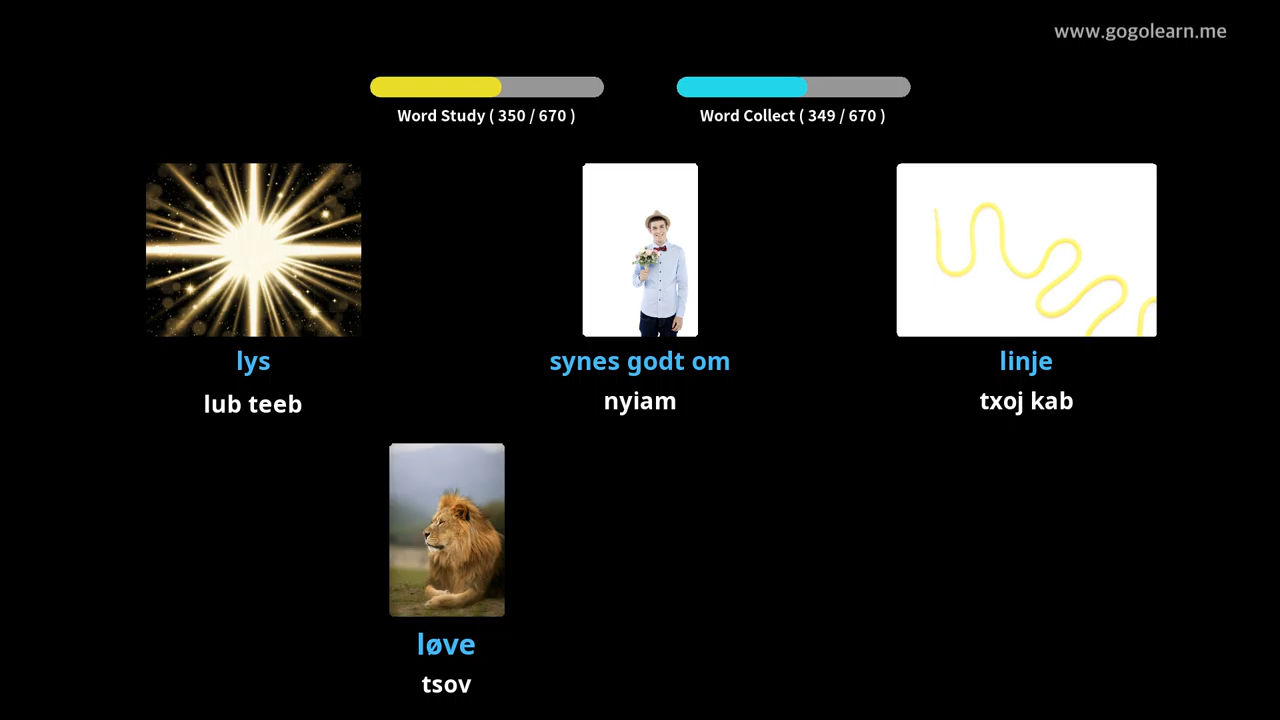 www.gogolearn.me
Word Study ( 350 / 670 )
Word Collect ( 349 / 670 )
lys
lub teeb
synes godt om
nyiam
linje
txoj kab
løve
tsov